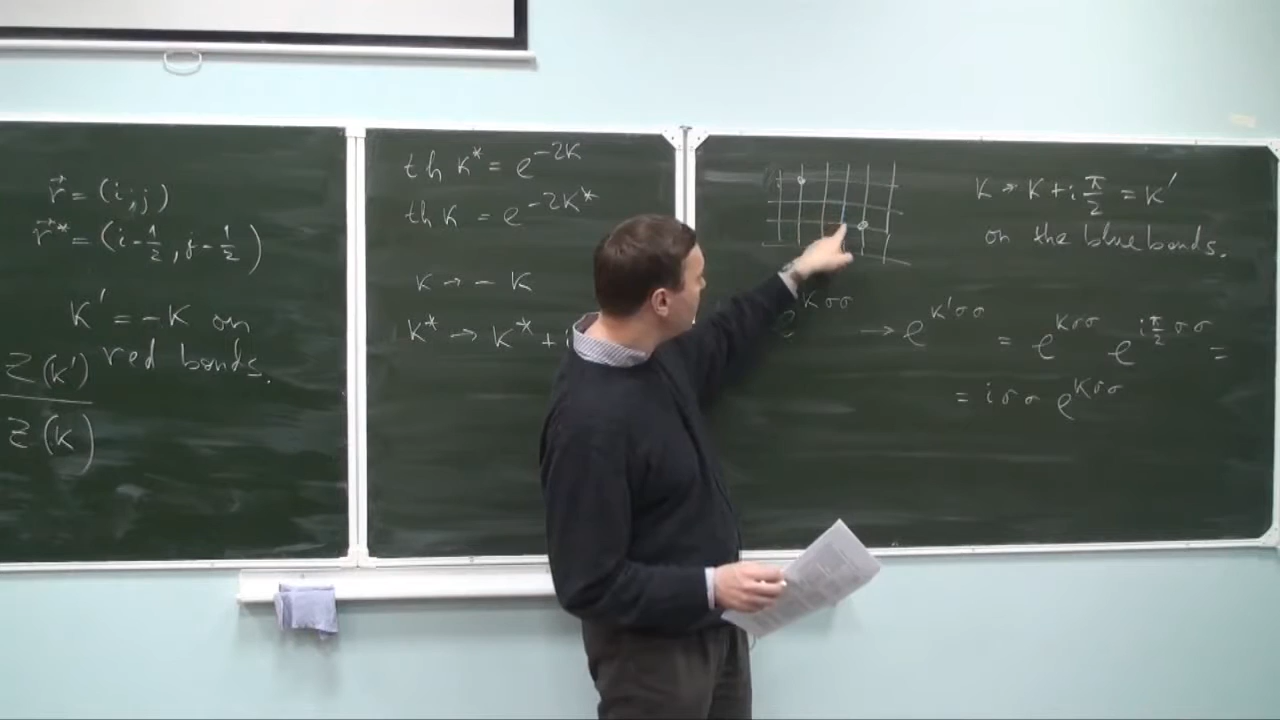 r⃗ = (i, j)
r⃗* = (i - 1/2, j - 1/2)
K' = -K on
red bonds.
Z(K')
Z(K)
th K* = e^{-2K}
th K = e^{-2K*}
K → - K
K* → K* +
K → K + i π/2 = K'
on the blue bonds.
e^{Kσσ} → e^{K'σσ} = e^{Kσσ} e^{i π/2 σσ} =
= iσσ e^{Kσσ}